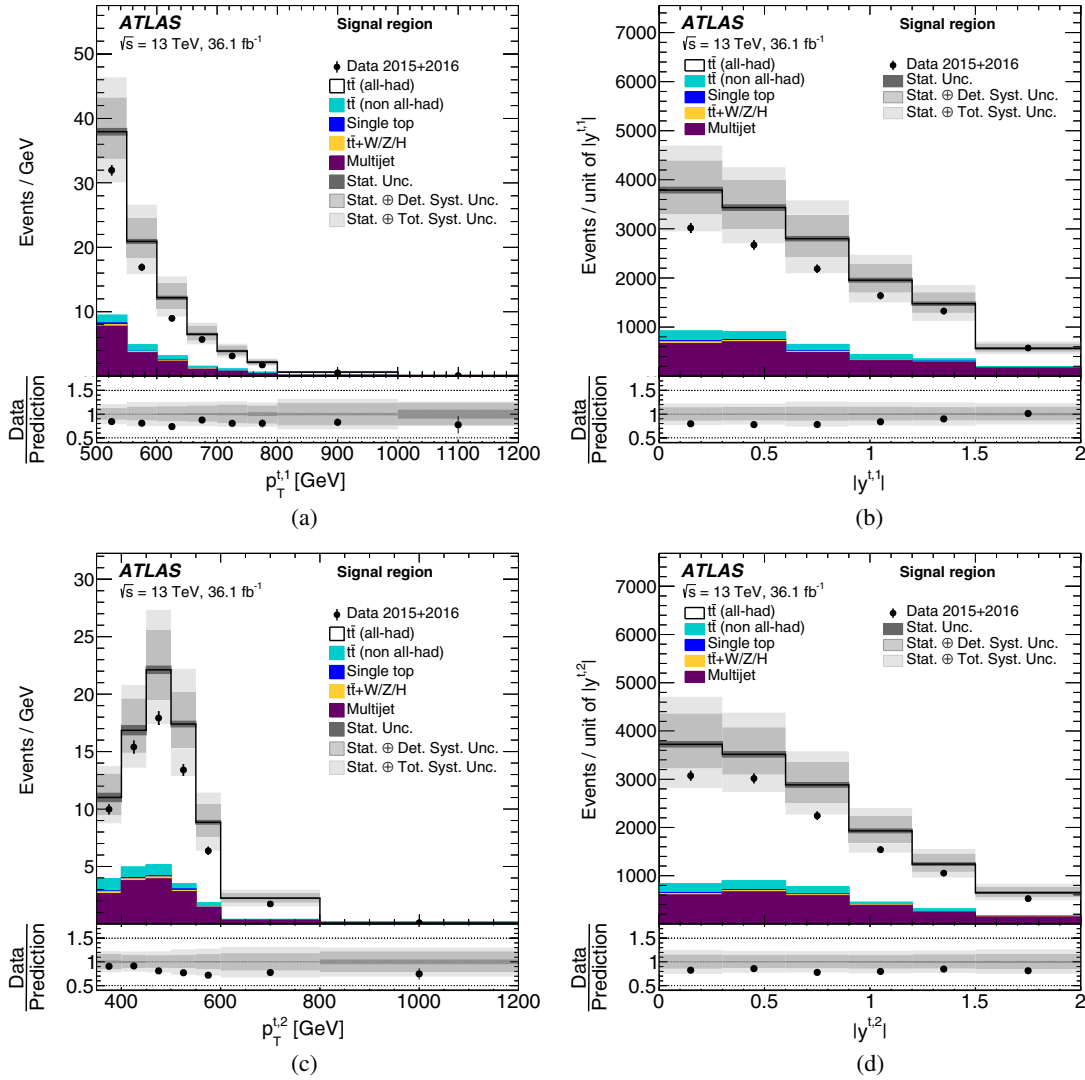 ATLAS Signal region
√s = 13 TeV, 36.1 fb⁻¹
Data 2015+2016
tt̄ (all-had)
tt̄ (non all-had)
Single top
tt̄+W/Z/H
Multijet
Stat. Unc.
Stat. ⊕ Det. Syst. Unc.
Stat. ⊕ Tot. Syst. Unc.
Events / GeV
50
40
30
20
10
Data
Prediction
1.5
1
0.5
500 600 700 800 900 1000 1100 1200
p_T^{t,1} [GeV]
(a)
ATLAS Signal region
√s = 13 TeV, 36.1 fb⁻¹
tt̄ (all-had)
tt̄ (non all-had)
Single top
tt̄+W/Z/H
Multijet
Data 2015+2016
Stat. Unc.
Stat. ⊕ Det. Syst. Unc.
Stat. ⊕ Tot. Syst. Unc.
Events / unit of |y^{t,1}|
7000
6000
5000
4000
3000
2000
1000
0
Data
Prediction
1.5
1
0.5
0 0.5 1 1.5 2
|y^{t,1}|
(b)
ATLAS Signal region
√s = 13 TeV, 36.1 fb⁻¹
Data 2015+2016
tt̄ (all-had)
tt̄ (non all-had)
Single top
tt̄+W/Z/H
Multijet
Stat. Unc.
Stat. ⊕ Det. Syst. Unc.
Stat. ⊕ Tot. Syst. Unc.
Events / GeV
30
25
20
15
10
5
Data
Prediction
1.5
1
0.5
400 600 800 1000 1200
p_T^{t,2} [GeV]
(c)
ATLAS Signal region
√s = 13 TeV, 36.1 fb⁻¹
tt̄ (all-had)
tt̄ (non all-had)
Single top
tt̄+W/Z/H
Multijet
Data 2015+2016
Stat. Unc.
Stat. ⊕ Det. Syst. Unc.
Stat. ⊕ Tot. Syst. Unc.
Events / unit of |y^{t,2}|
7000
6000
5000
4000
3000
2000
1000
0
Data
Prediction
1.5
1
0.5
0 0.5 1 1.5 2
|y^{t,2}|
(d)